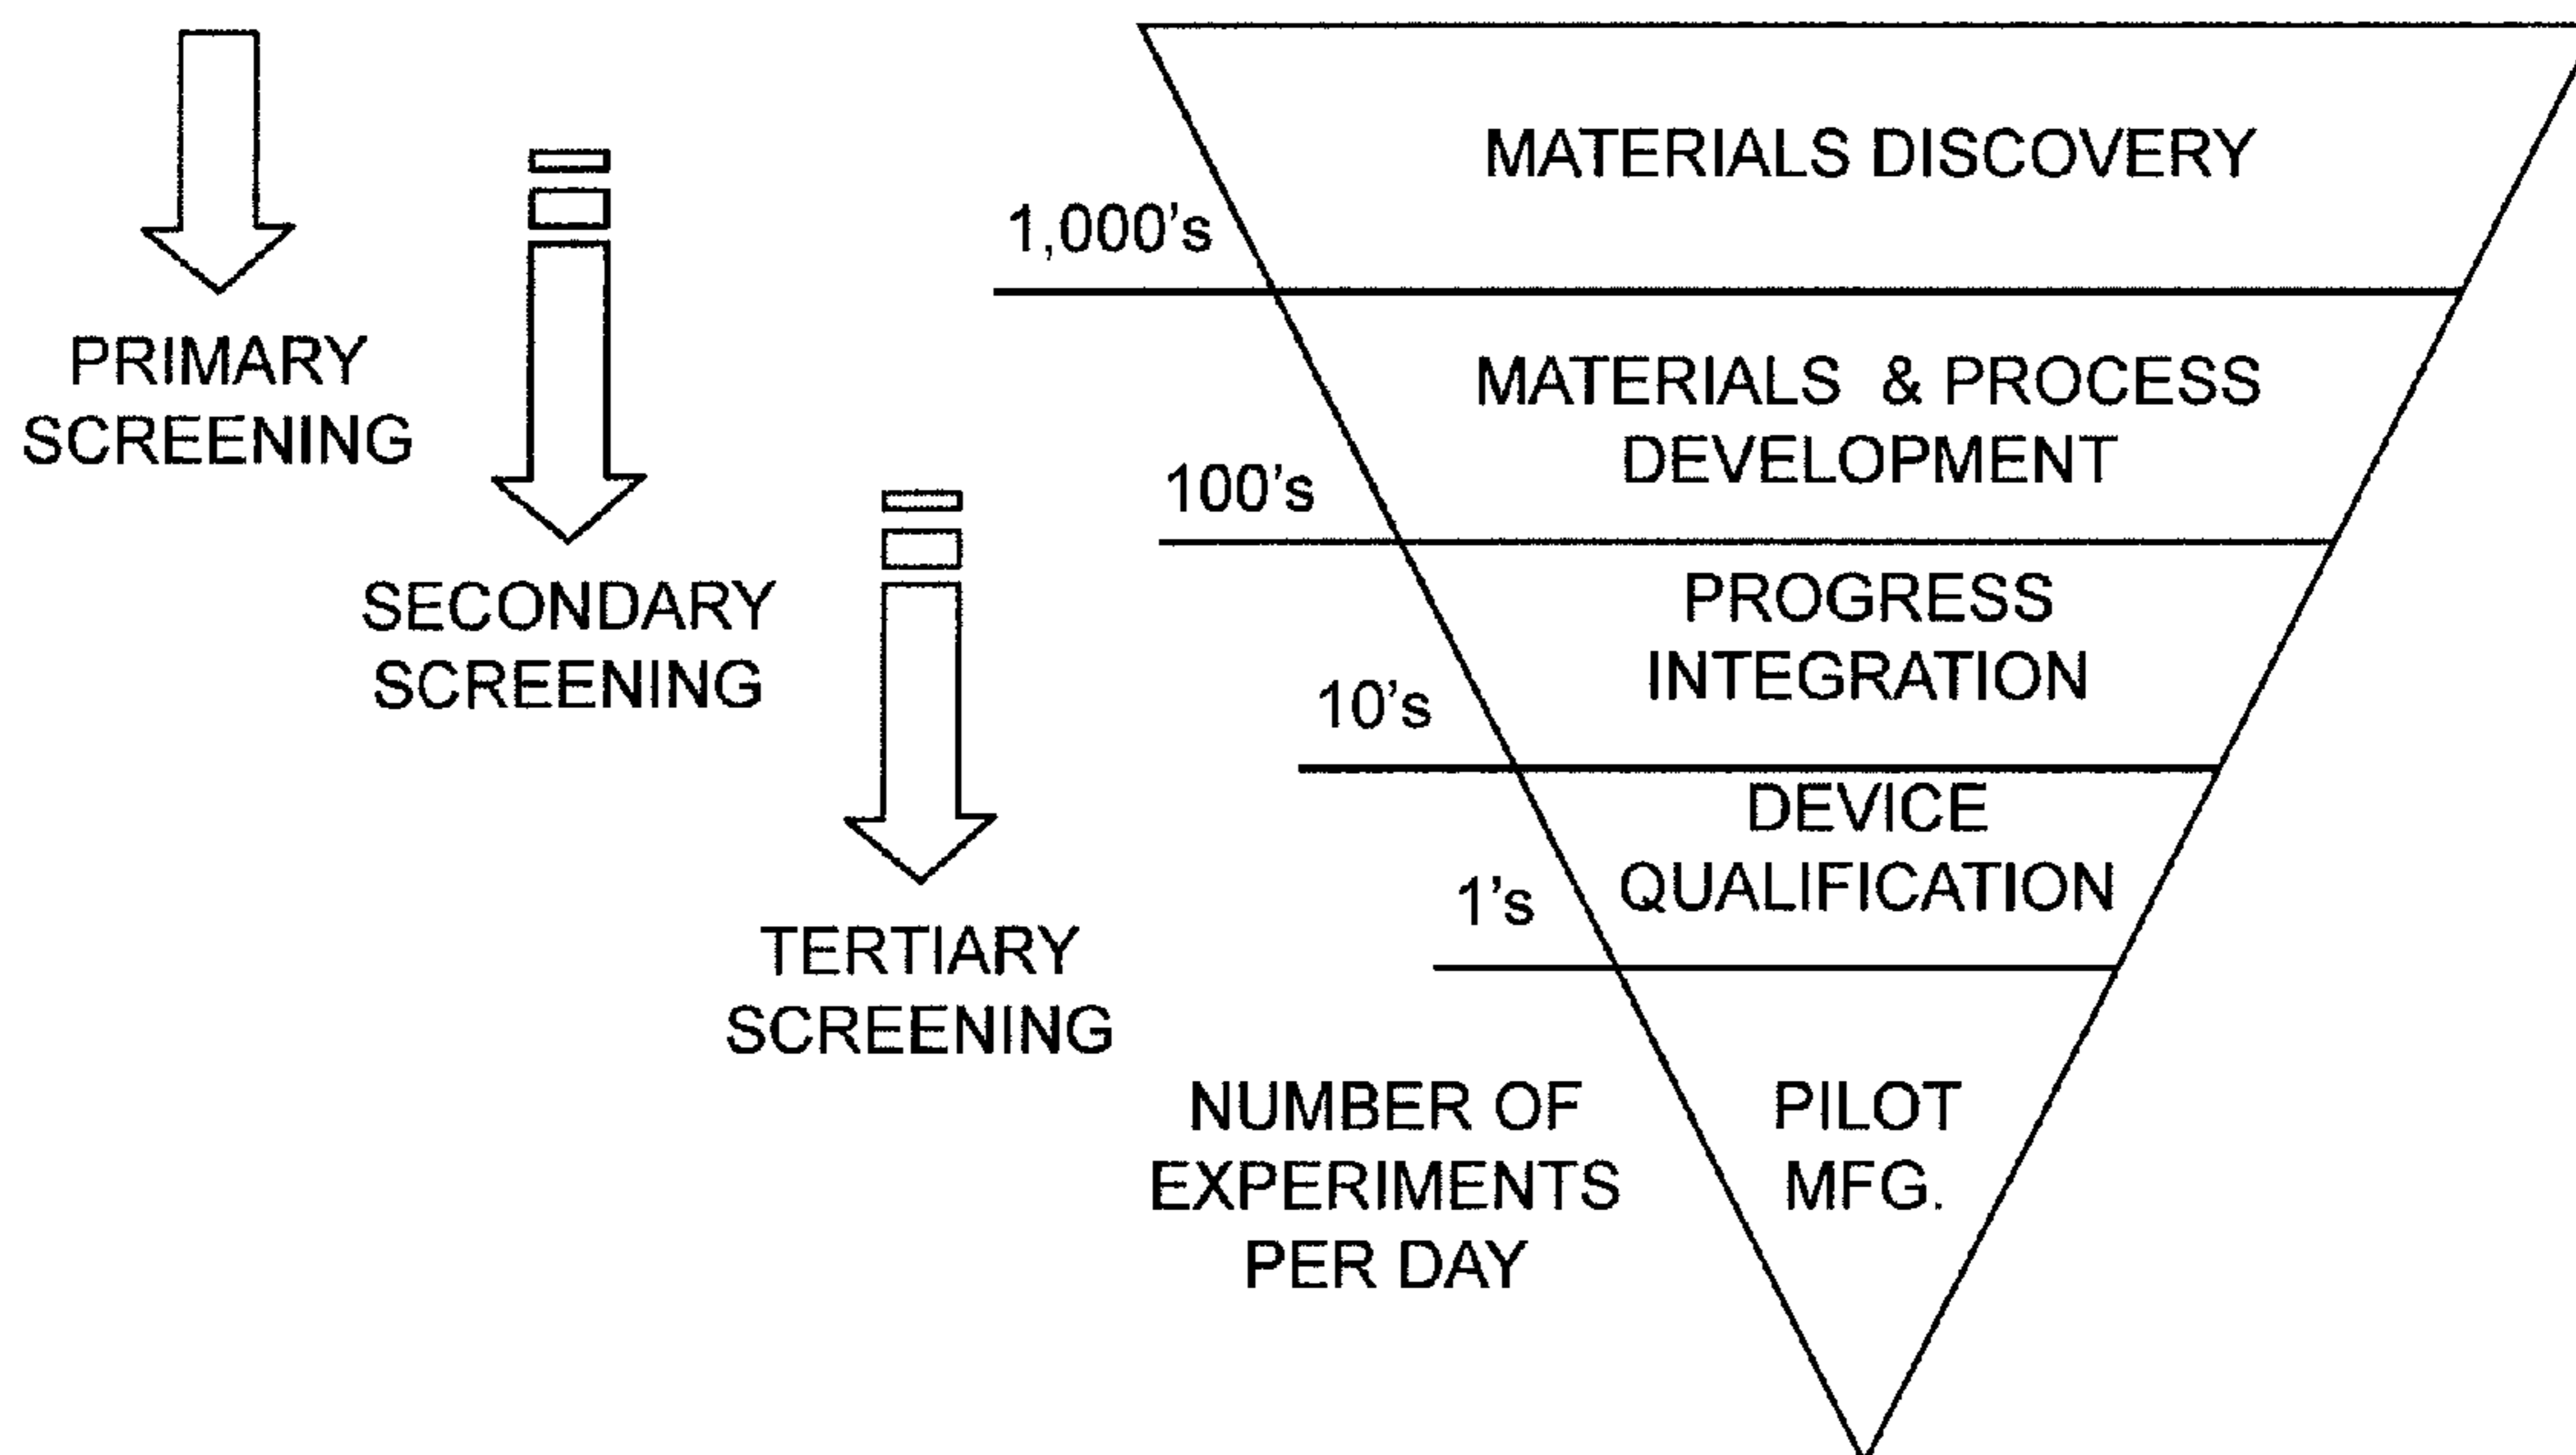 PRIMARY
SCREENING
SECONDARY
SCREENING
TERTIARY
SCREENING
1,000's
MATERIALS DISCOVERY
100's
MATERIALS & PROCESS
DEVELOPMENT
10's
PROGRESS
INTEGRATION
1's
DEVICE
QUALIFICATION
NUMBER OF
EXPERIMENTS
PER DAY
PILOT
MFG.